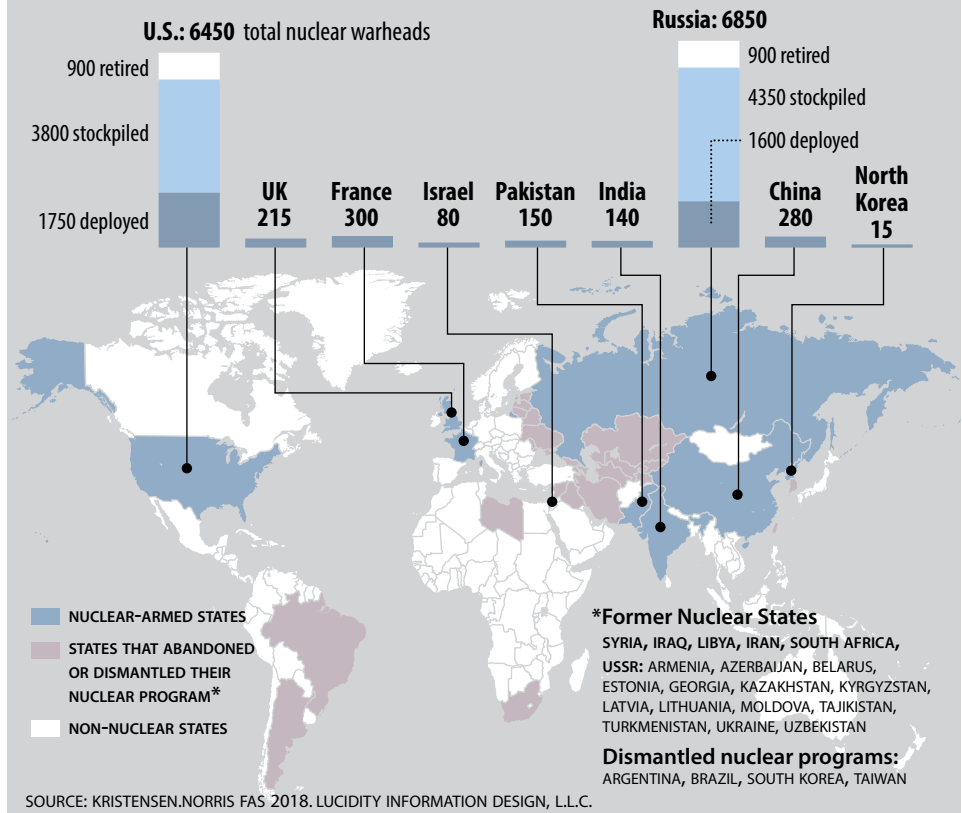 U.S.: 6450 total nuclear warheads
900 retired
3800 stockpiled
1750 deployed
UK
215
France
300
Israel
80
Pakistan
150
India
140
Russia: 6850
900 retired
4350 stockpiled
1600 deployed
China
280
North
Korea
15
NUCLEAR-ARMED STATES
STATES THAT ABANDONED
OR DISMANTLED THEIR
NUCLEAR PROGRAM*
NON-NUCLEAR STATES
*Former Nuclear States
SYRIA, IRAQ, LIBYA, IRAN, SOUTH AFRICA,
USSR: ARMENIA, AZERBAIJAN, BELARUS,
ESTONIA, GEORGIA, KAZAKHSTAN, KYRGYZSTAN,
LATVIA, LITHUANIA, MOLDOVA, TAJIKISTAN,
TURKMENISTAN, UKRAINE, UZBEKISTAN
Dismantled nuclear programs:
ARGENTINA, BRAZIL, SOUTH KOREA, TAIWAN
SOURCE: KRISTENSEN.NORRIS FAS 2018. LUCIDITY INFORMATION DESIGN, L.L.C.